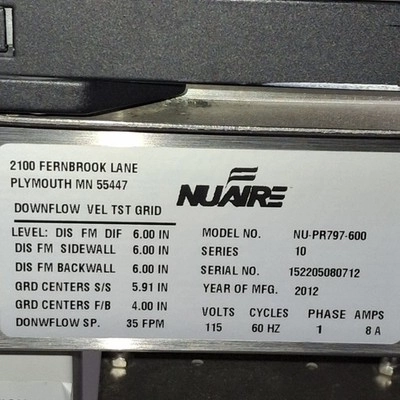 2100 FERNBROOK LANE
PLYMOUTH MN 55447
NUAIRE
DOWNFLOW VEL TST GRID
LEVEL: DIS FM DIF 6.00 IN
DIS FM SIDEWALL 6.00 IN
DIS FM BACKWALL 6.00 IN
GRD CENTERS S/S 5.91 IN
GRD CENTERS F/B 4.00 IN
DONWFLOW SP. 35 FPM
MODEL NO. NU-PR797-600
SERIES 10
SERIAL NO. 152205080712
YEAR OF MFG. 2012
VOLTS CYCLES PHASE AMPS
115 60 HZ 1 8 A